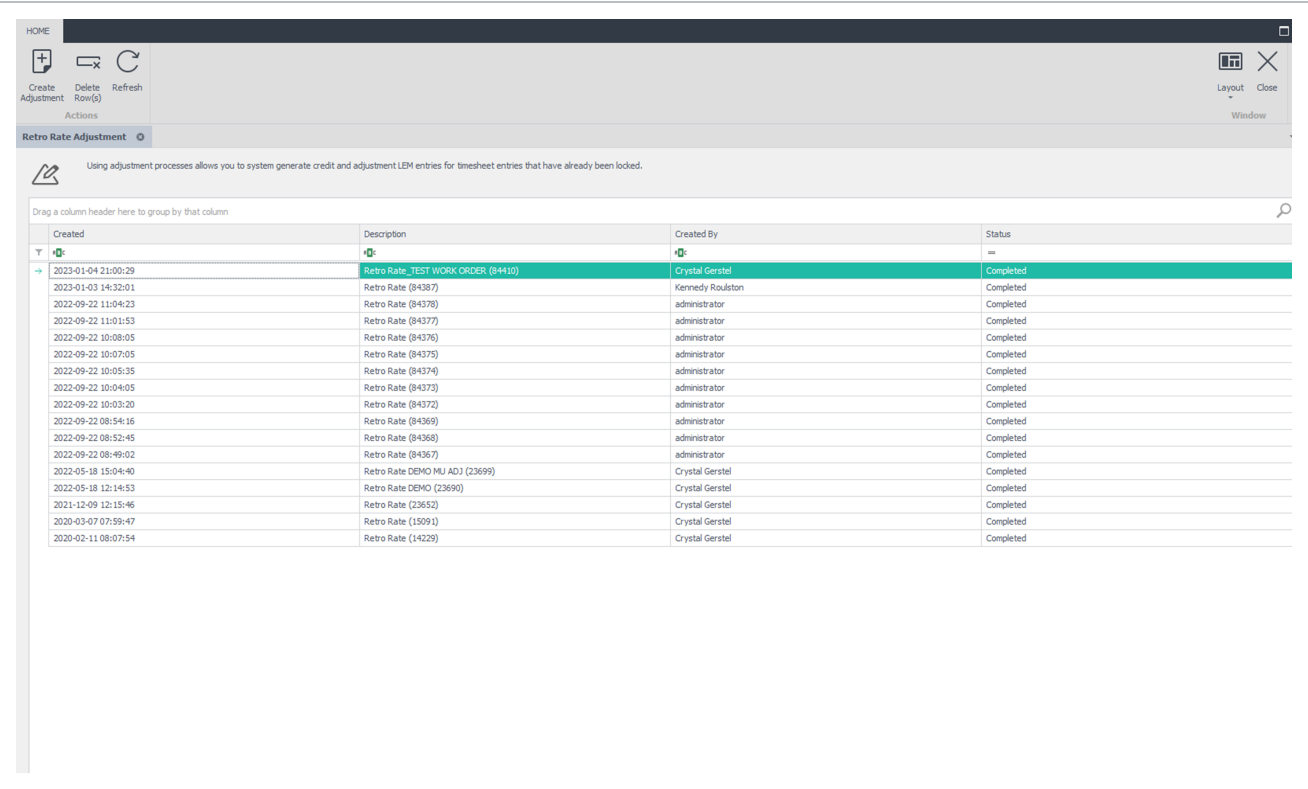 HOME
Create Adjustment Delete Row(s) Refresh Layout Close
Actions Window
Retro Rate Adjustment
Using adjustment processes allows you to system generate credit and adjustment LEM entries for timesheet entries that have already been locked.
Drag a column header here to group by that column
Created Description Created By Status
2023-01-04 21:00:29 Retro Rate_TEST WORK ORDER (84410) Crystal Gerstel Completed
2023-01-03 14:32:01 Retro Rate (84387) Kennedy Roulston Completed
2022-09-22 11:04:23 Retro Rate (84378) administrator Completed
2022-09-22 11:01:53 Retro Rate (84377) administrator Completed
2022-09-22 10:08:05 Retro Rate (84376) administrator Completed
2022-09-22 10:07:05 Retro Rate (84375) administrator Completed
2022-09-22 10:05:35 Retro Rate (84374) administrator Completed
2022-09-22 10:04:05 Retro Rate (84373) administrator Completed
2022-09-22 10:03:20 Retro Rate (84372) administrator Completed
2022-09-22 08:54:16 Retro Rate (84369) administrator Completed
2022-09-22 08:52:45 Retro Rate (84368) administrator Completed
2022-09-22 08:49:02 Retro Rate (84367) administrator Completed
2022-05-18 15:04:40 Retro Rate DEMO MU ADJ (23699) Crystal Gerstel Completed
2022-05-18 12:14:53 Retro Rate DEMO (23690) Crystal Gerstel Completed
2021-12-09 12:15:46 Retro Rate (23652) Crystal Gerstel Completed
2020-03-07 07:59:47 Retro Rate (15091) Crystal Gerstel Completed
2020-02-11 08:07:54 Retro Rate (14229) Crystal Gerstel Completed